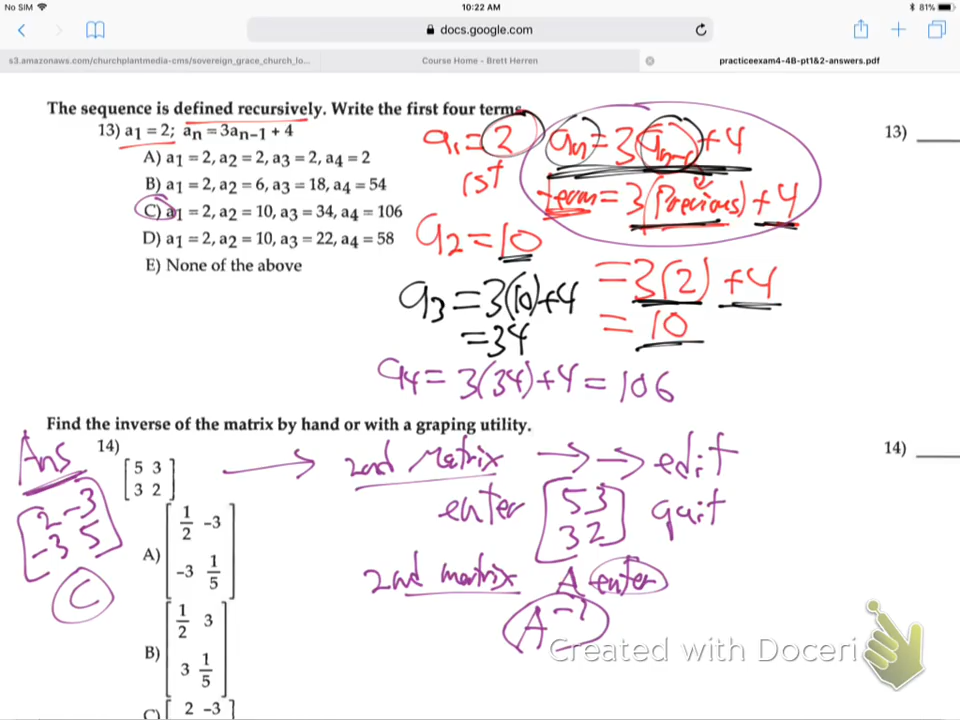 No SIM 10:22 AM 81%
docs.google.com
s3.amazonaws.com/churchplantmedia-cms/sovereign_grace_church_lo... Course Home - Brett Herren practiceexam4-4B-pt1&2-answers.pdf
The sequence is defined recursively. Write the first four terms.
13) a1 = 2; an = 3an-1 + 4 13)
a1 = 2 an = 3(an-1) + 4
A) a1 = 2, a2 = 2, a3 = 2, a4 = 2
1st
B) a1 = 2, a2 = 6, a3 = 18, a4 = 54
term = 3(Previous) + 4
C) a1 = 2, a2 = 10, a3 = 34, a4 = 106
D) a1 = 2, a2 = 10, a3 = 22, a4 = 58
a2 = 10
E) None of the above
= 3(2) + 4
a3 = 3(10)+4
= 10
= 34
a4 = 3(34)+4 = 106
Find the inverse of the matrix by hand or with a graping utility.
14) 14)
Ans
5 3
3 2
2nd Matrix → → edit
enter 5 3 quit
3 2
2 -3
-3 5
C
A) 1/2 -3
-3 1/5
2nd matrix A enter
A
B) 1/2 3
3 1/5
Created with Doceri
C) 2 -3